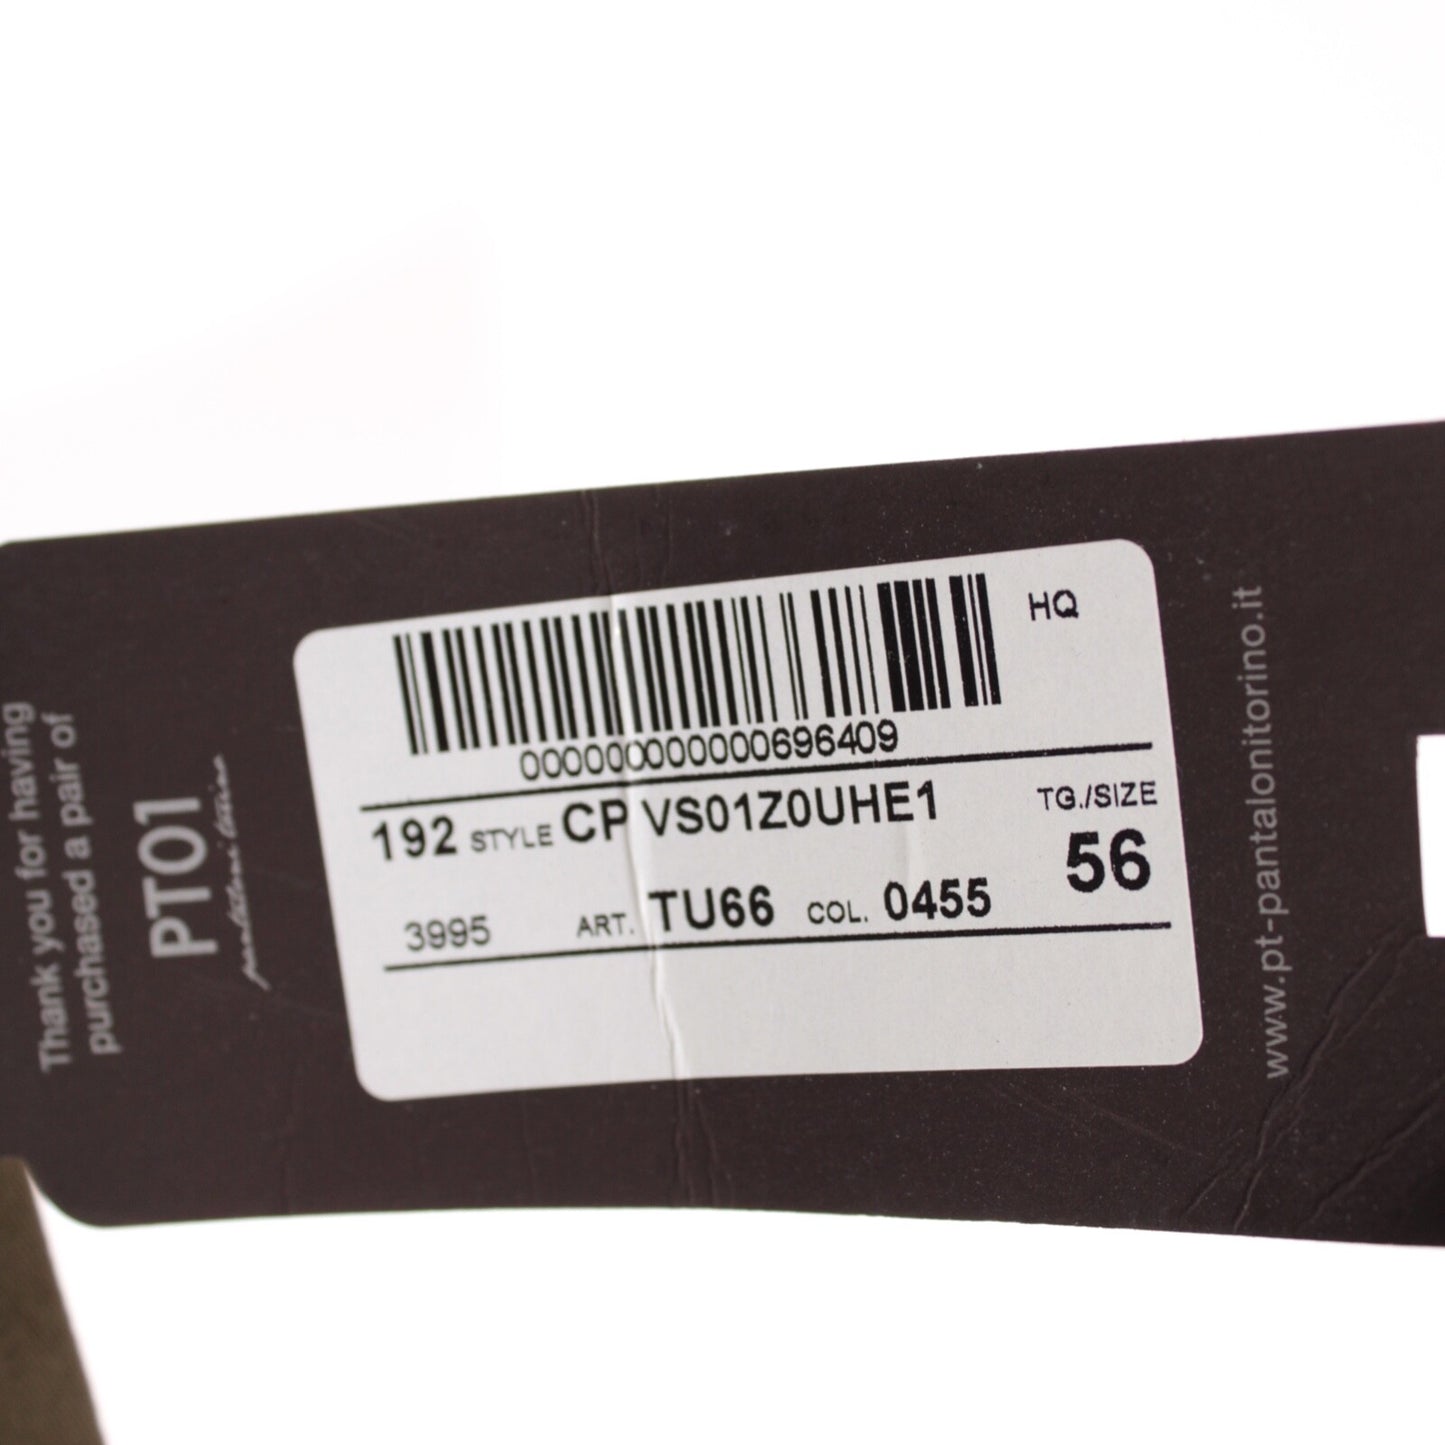 Thank you for having
purchased a pair of
PT01
pantaloni torino
HQ
00000000000000696409
192 STYLE CP VS01Z0UHE1 TG./SIZE
56
3995 ART. TU66 COL. 0455
www.pt-pantalonitorino.it